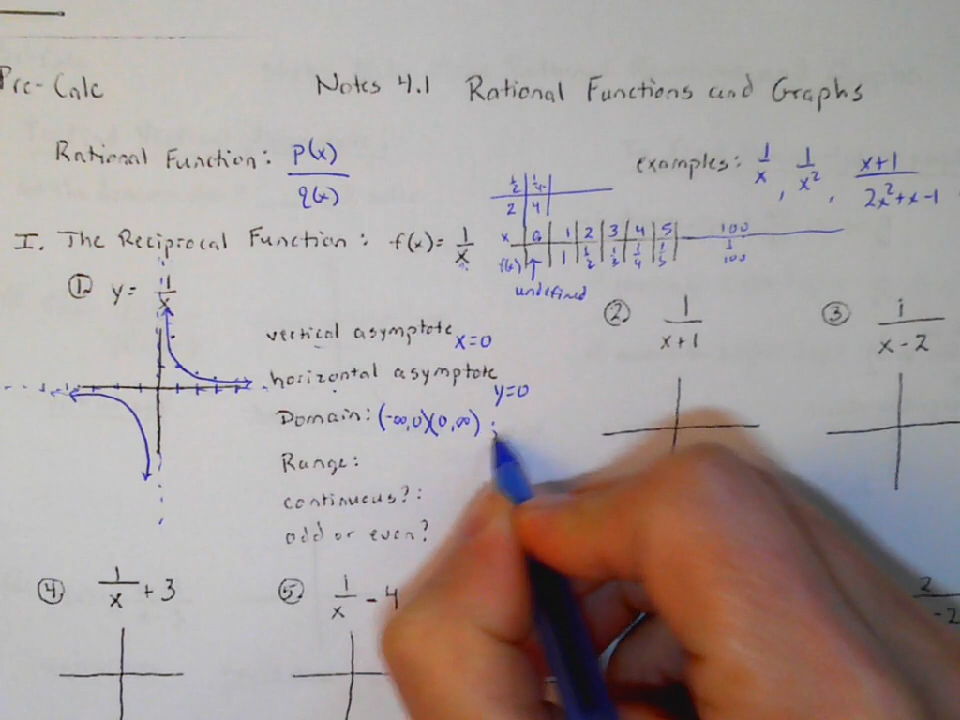 Pre-Calc Notes 4.1 Rational Functions and Graphs
Rational Function: p(x)/q(x)
examples: 1/x , 1/x² , x+1/2x²+x-1
1/2 1/4
2 4
I. The Reciprocal Function: f(x)= 1/x
x 0 1 2 3 4 5 100
f(x) 1 1/2 1/3 1/4 1/5 1/100
undefined
① y= 1/x
vertical asymptote x=0
horizontal asymptote y=0
Domain: (-∞,0)(0,∞)
Range:
continuous?:
odd or even?
② 1/x+1
③ 1/x-2
④ 1/x + 3
⑤ 1/x - 4
2/-2